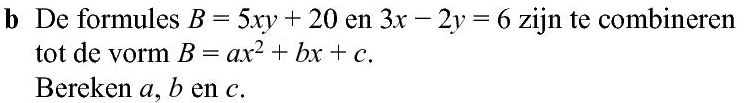 b De formules B = 5xy + 20 en 3x − 2y = 6 zijn te combineren
tot de vorm B = ax² + bx + c.
Bereken a, b en c.